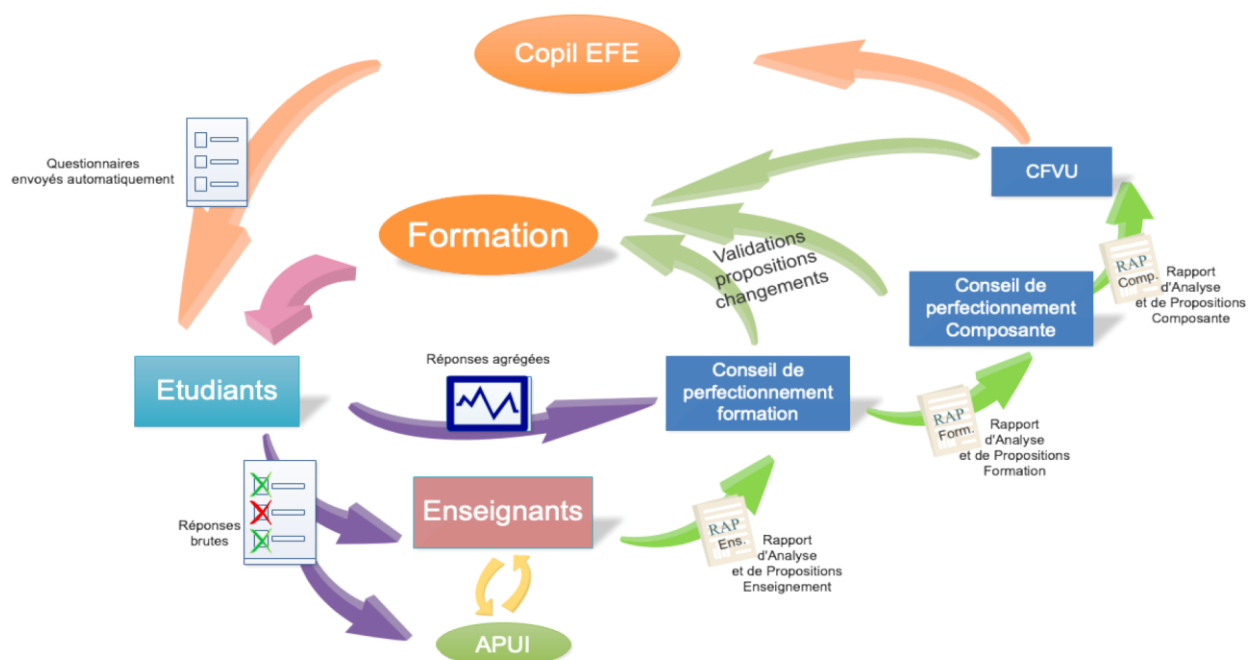 Copil EFE
Questionnaires
envoyés automatiquement
CFVU
Formation
Validations
propositions
changements
RAP
Comp.
Rapport
d'Analyse
et de Propositions
Composante
Conseil de
perfectionnement
Composante
Etudiants
Réponses agrégées
Conseil de
perfectionnement
formation
RAP
Form.
Rapport
d'Analyse
et de Propositions
Formation
Réponses
brutes
Enseignants
RAP
Ens.
Rapport
d'Analyse
et de Propositions
Enseignement
APUI